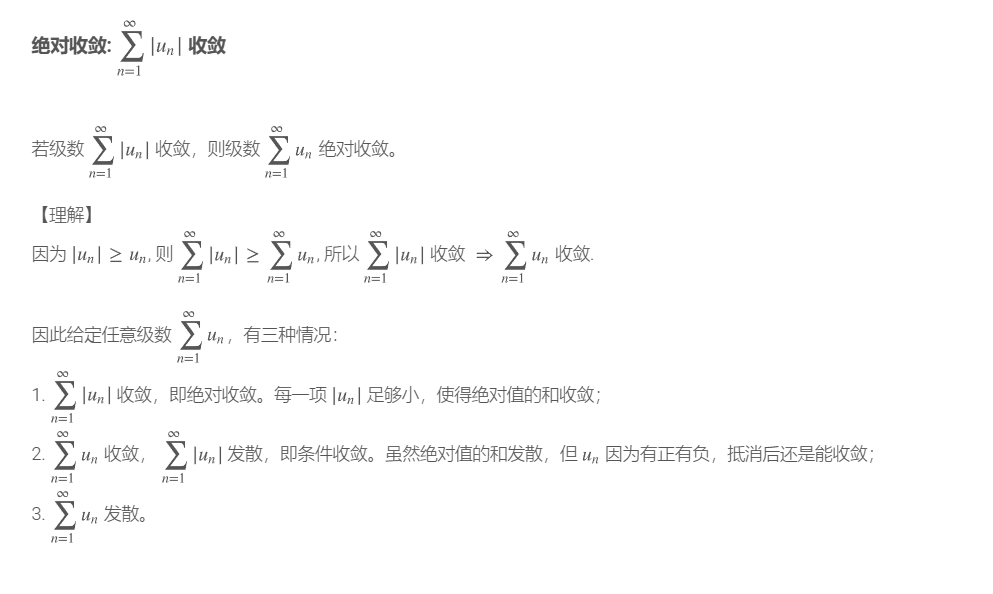 绝对收敛: $\sum_{n=1}^{\infty} |u_n|$ 收敛
若级数 $\sum_{n=1}^{\infty} |u_n|$ 收敛，则级数 $\sum_{n=1}^{\infty} u_n$ 绝对收敛。
【理解】
因为 $|u_n| \geq u_n$, 则 $\sum_{n=1}^{\infty} |u_n| \geq \sum_{n=1}^{\infty} u_n$, 所以 $\sum_{n=1}^{\infty} |u_n|$ 收敛 $\Rightarrow$ $\sum_{n=1}^{\infty} u_n$ 收敛.
因此给定任意级数 $\sum_{n=1}^{\infty} u_n$，有三种情况：
1. $\sum_{n=1}^{\infty} |u_n|$ 收敛，即绝对收敛。每一项 $|u_n|$ 足够小，使得绝对值的和收敛；
2. $\sum_{n=1}^{\infty} u_n$ 收敛， $\sum_{n=1}^{\infty} |u_n|$ 发散，即条件收敛。虽然绝对值的和发散，但 $u_n$ 因为有正有负，抵消后还是能收敛；
3. $\sum_{n=1}^{\infty} u_n$ 发散。